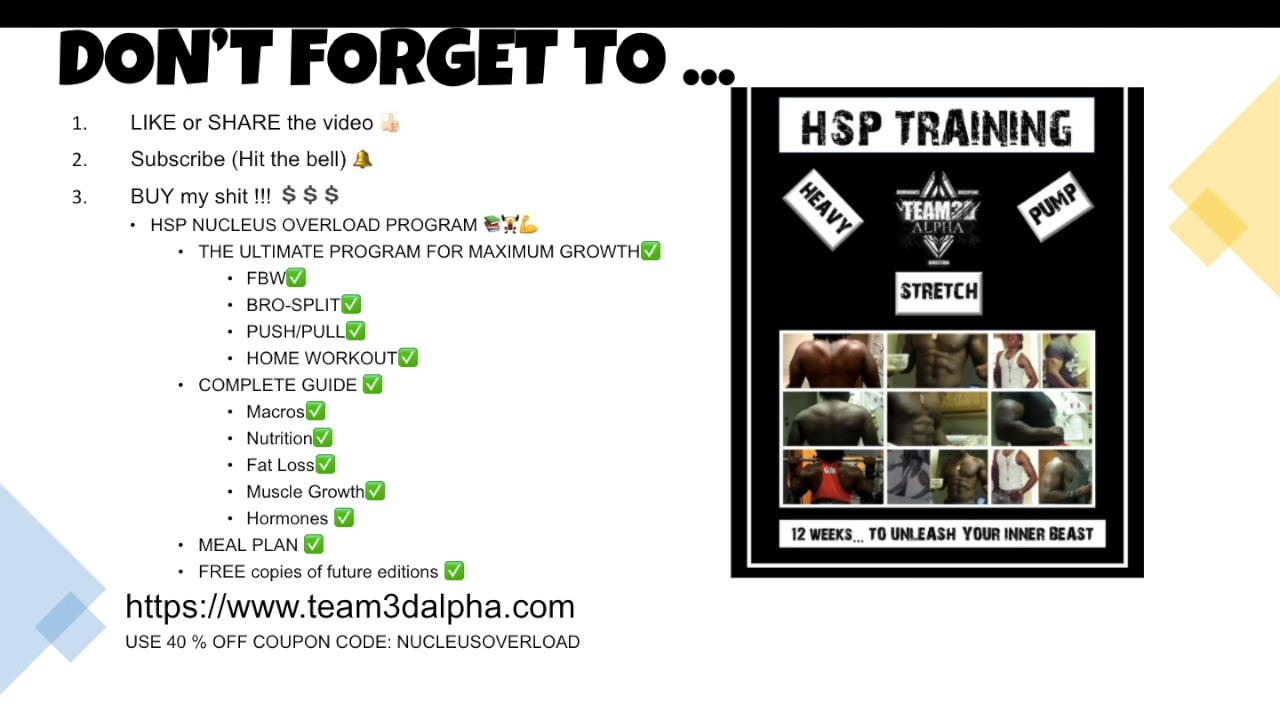 DON'T FORGET TO ...
1. LIKE or SHARE the video 👍🏻
2. Subscribe (Hit the bell) 🔔
3. BUY my shit !!! $ $ $
• HSP NUCLEUS OVERLOAD PROGRAM 📚🏋️💪
• THE ULTIMATE PROGRAM FOR MAXIMUM GROWTH✅
• FBW✅
• BRO-SPLIT✅
• PUSH/PULL✅
• HOME WORKOUT✅
• COMPLETE GUIDE ✅
• Macros✅
• Nutrition✅
• Fat Loss✅
• Muscle Growth✅
• Hormones ✅
• MEAL PLAN ✅
• FREE copies of future editions ✅
https://www.team3dalpha.com
USE 40 % OFF COUPON CODE: NUCLEUSOVERLOAD
HSP TRAINING
HEAVY
DOMINANCE DISCIPLINE
TEAM3D
ALPHA
PUMP
STRETCH
12 WEEKS... TO UNLEASH YOUR INNER BEAST